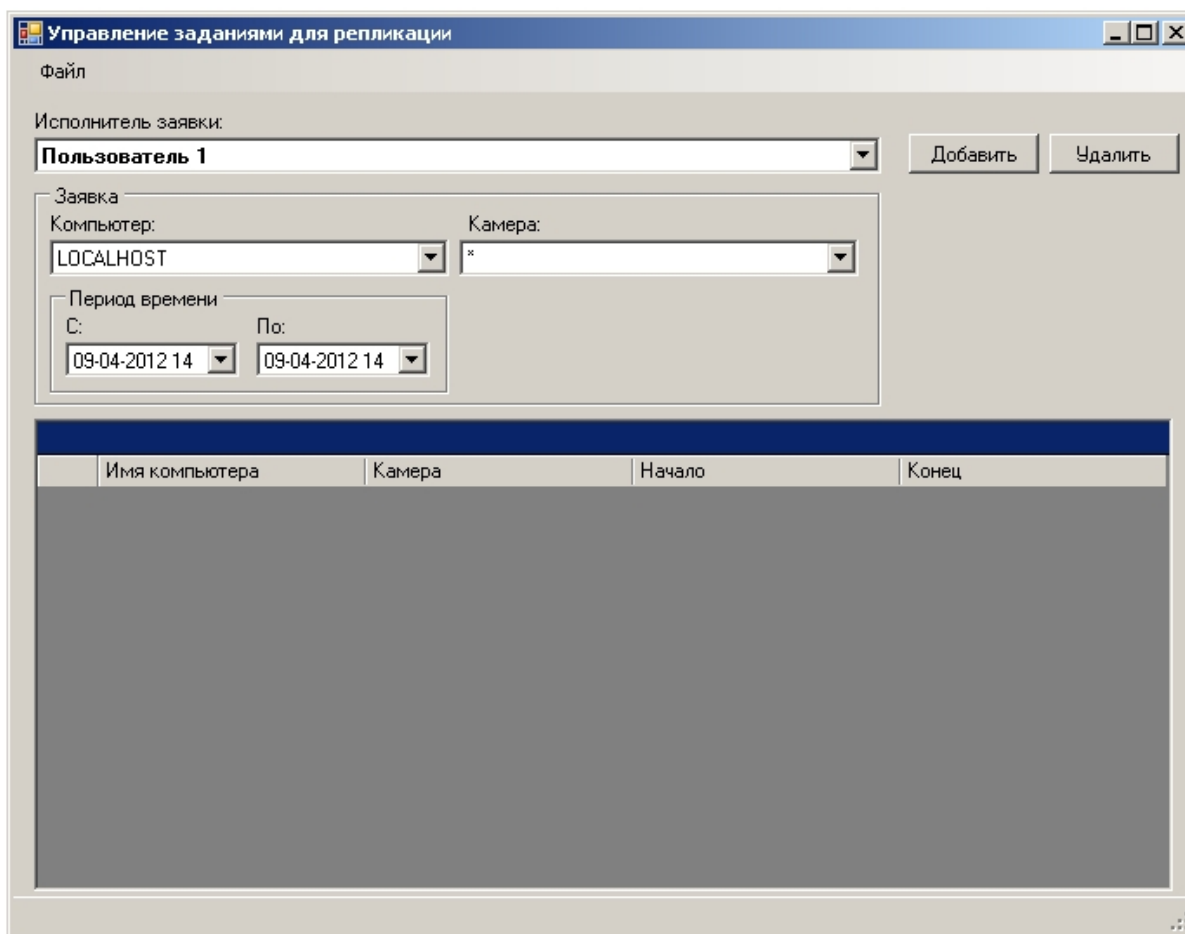 Управление заданиями для репликации
Файл
Исполнитель заявки:
Пользователь 1
Добавить
Удалить
Заявка
Компьютер:
Камера:
LOCALHOST
*
Период времени
С:
По:
09-04-2012 14
09-04-2012 14
Имя компьютера
Камера
Начало
Конец